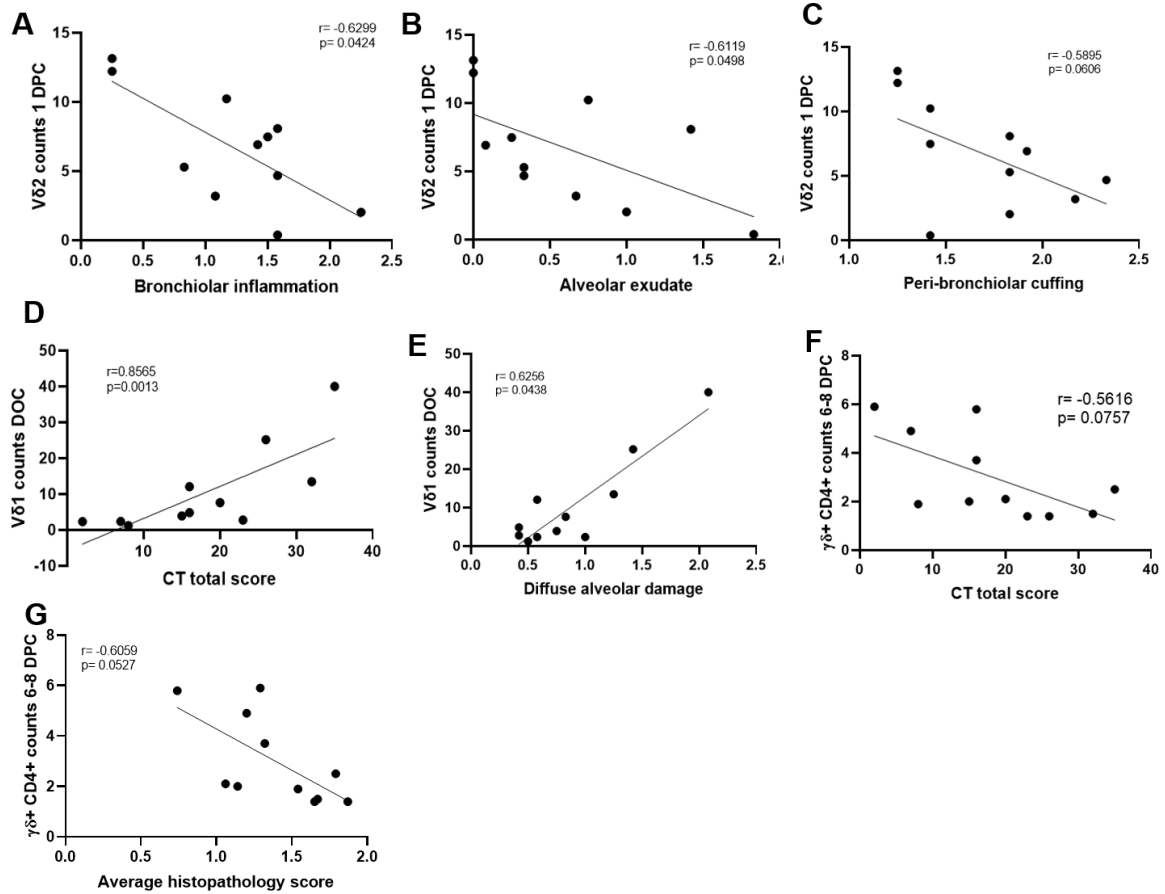 A
r= -0.6299
p= 0.0424
Vδ2 counts 1 DPC
15
10
5
0
0.0 0.5 1.0 1.5 2.0 2.5
Bronchiolar inflammation
B
r= -0.6119
p= 0.0498
Vδ2 counts 1 DPC
15
10
5
0
0.0 0.5 1.0 1.5
Alveolar exudate
C
r= -0.5895
p= 0.0606
Vδ2 counts 1 DPC
15
10
5
0
1.0 1.5 2.0 2.5
Peri-bronchiolar cuffing
D
r=0.8565
p=0.0013
Vδ1 counts DOC
50
40
30
20
10
0
-10
10 20 30 40
CT total score
E
r= 0.6256
p= 0.0438
Vδ1 counts DOC
50
40
30
20
10
0
0.0 0.5 1.0 1.5 2.0 2.5
Diffuse alveolar damage
F
r= -0.5616
p= 0.0757
γδ+ CD4+ counts 6-8 DPC
8
6
4
2
0
0 10 20 30 40
CT total score
G
r= -0.6059
p= 0.0527
γδ+ CD4+ counts 6-8 DPC
8
6
4
2
0
0.0 0.5 1.0 1.5 2.0
Average histopathology score